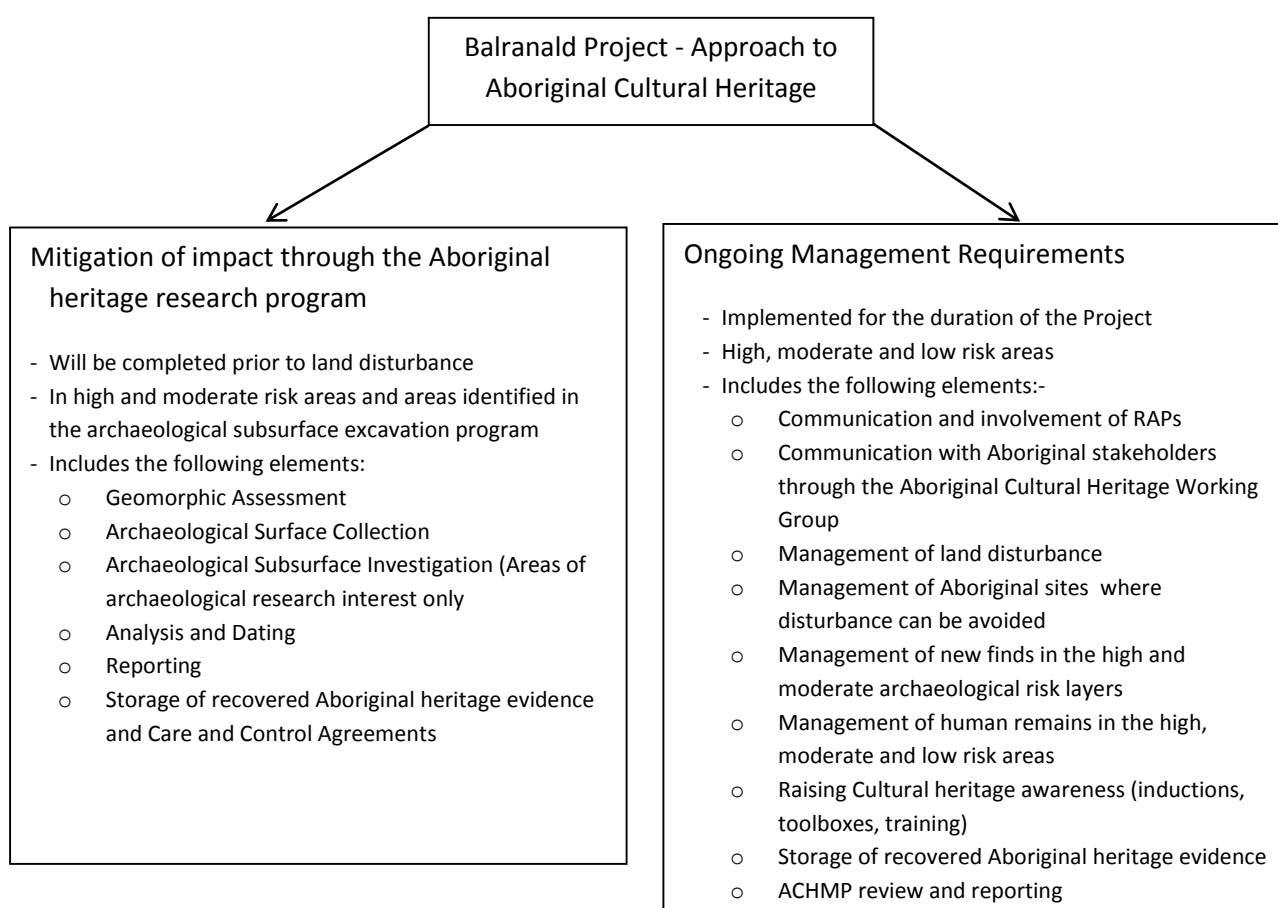 Balranald Project - Approach to
Aboriginal Cultural Heritage
Mitigation of impact through the Aboriginal
heritage research program
- Will be completed prior to land disturbance
- In high and moderate risk areas and areas identified in
the archaeological subsurface excavation program
- Includes the following elements:
o Geomorphic Assessment
o Archaeological Surface Collection
o Archaeological Subsurface Investigation (Areas of
archaeological research interest only
o Analysis and Dating
o Reporting
o Storage of recovered Aboriginal heritage evidence
and Care and Control Agreements
Ongoing Management Requirements
- Implemented for the duration of the Project
- High, moderate and low risk areas
- Includes the following elements:-
o Communication and involvement of RAPs
o Communication with Aboriginal stakeholders
through the Aboriginal Cultural Heritage Working
Group
o Management of land disturbance
o Management of Aboriginal sites where
disturbance can be avoided
o Management of new finds in the high and
moderate archaeological risk layers
o Management of human remains in the high,
moderate and low risk areas
o Raising Cultural heritage awareness (inductions,
toolboxes, training)
o Storage of recovered Aboriginal heritage evidence
o ACHMP review and reporting